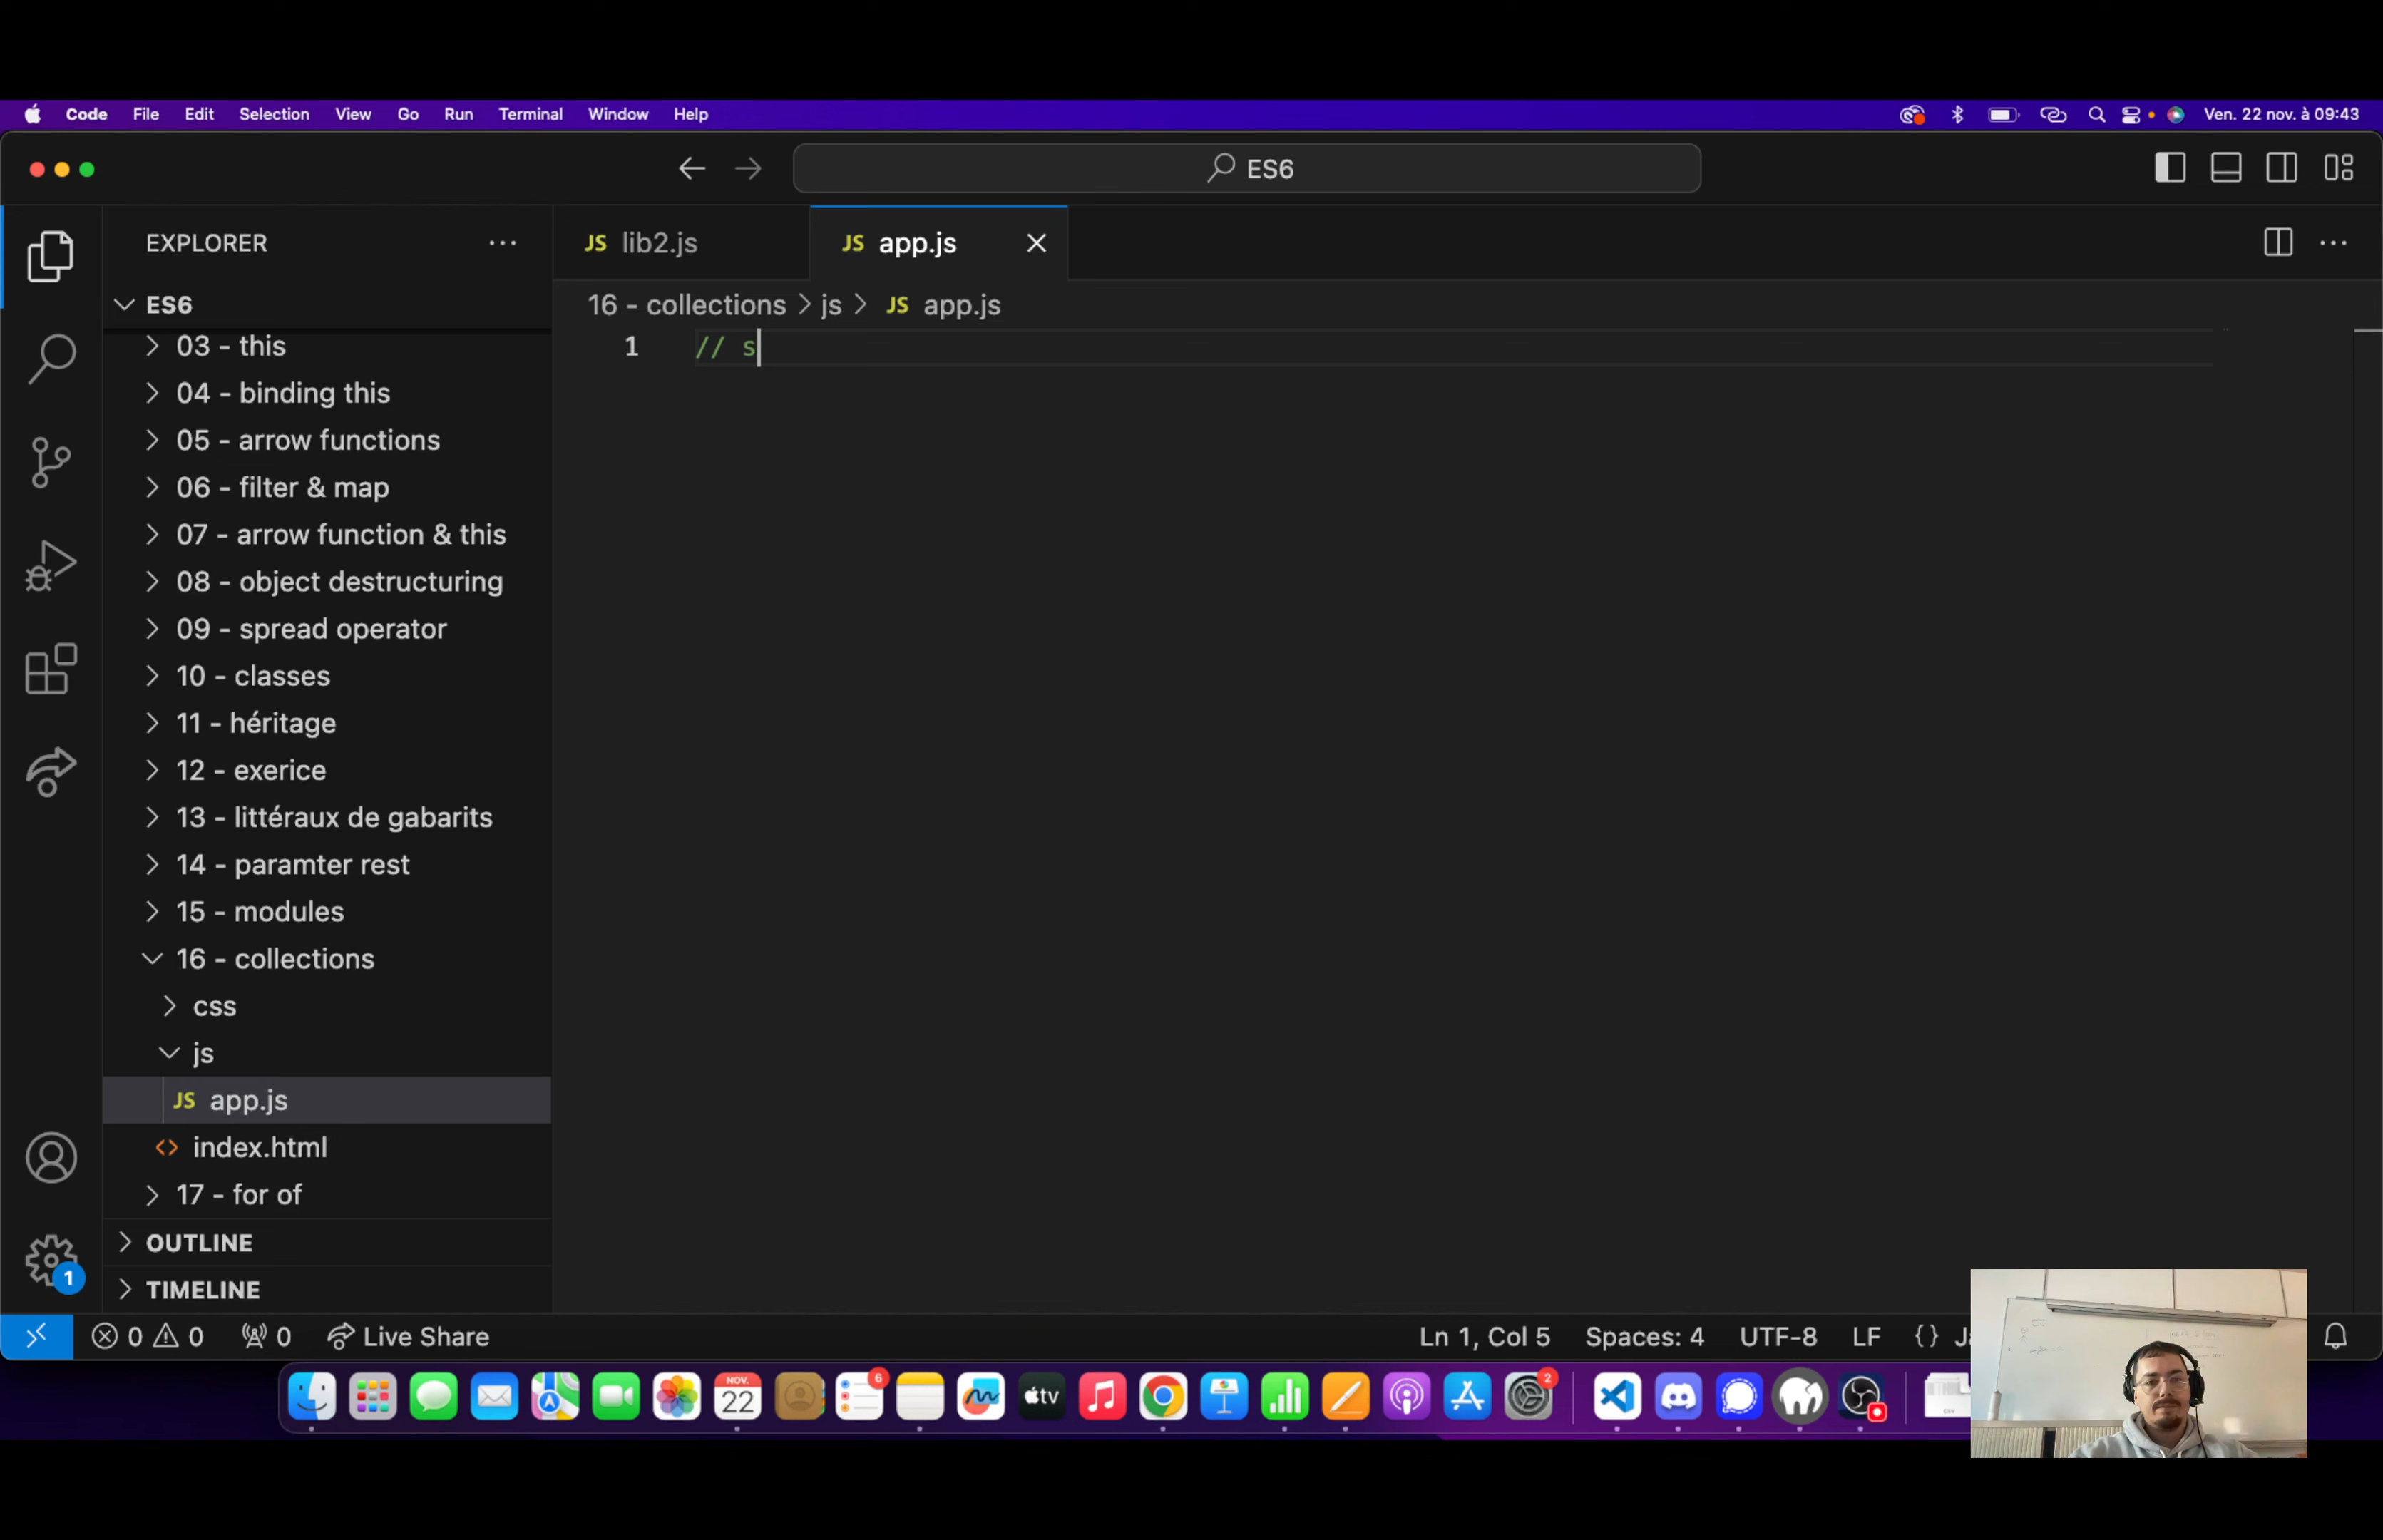 Code File Edit Selection View Go Run Terminal Window Help Ven. 22 nov. à 09:43
ES6
EXPLORER
JS lib2.js JS app.js
ES6
16 - collections > js > JS app.js
03 - this
1 // s
04 - binding this
05 - arrow functions
06 - filter & map
07 - arrow function & this
08 - object destructuring
09 - spread operator
10 - classes
11 - héritage
12 - exerice
13 - littéraux de gabarits
14 - paramter rest
15 - modules
16 - collections
css
js
JS app.js
index.html
17 - for of
OUTLINE
1
TIMELINE
0 0 0 Live Share Ln 1, Col 5 Spaces: 4 UTF-8 LF {}
NOV.
22
6
tv
2
CSV